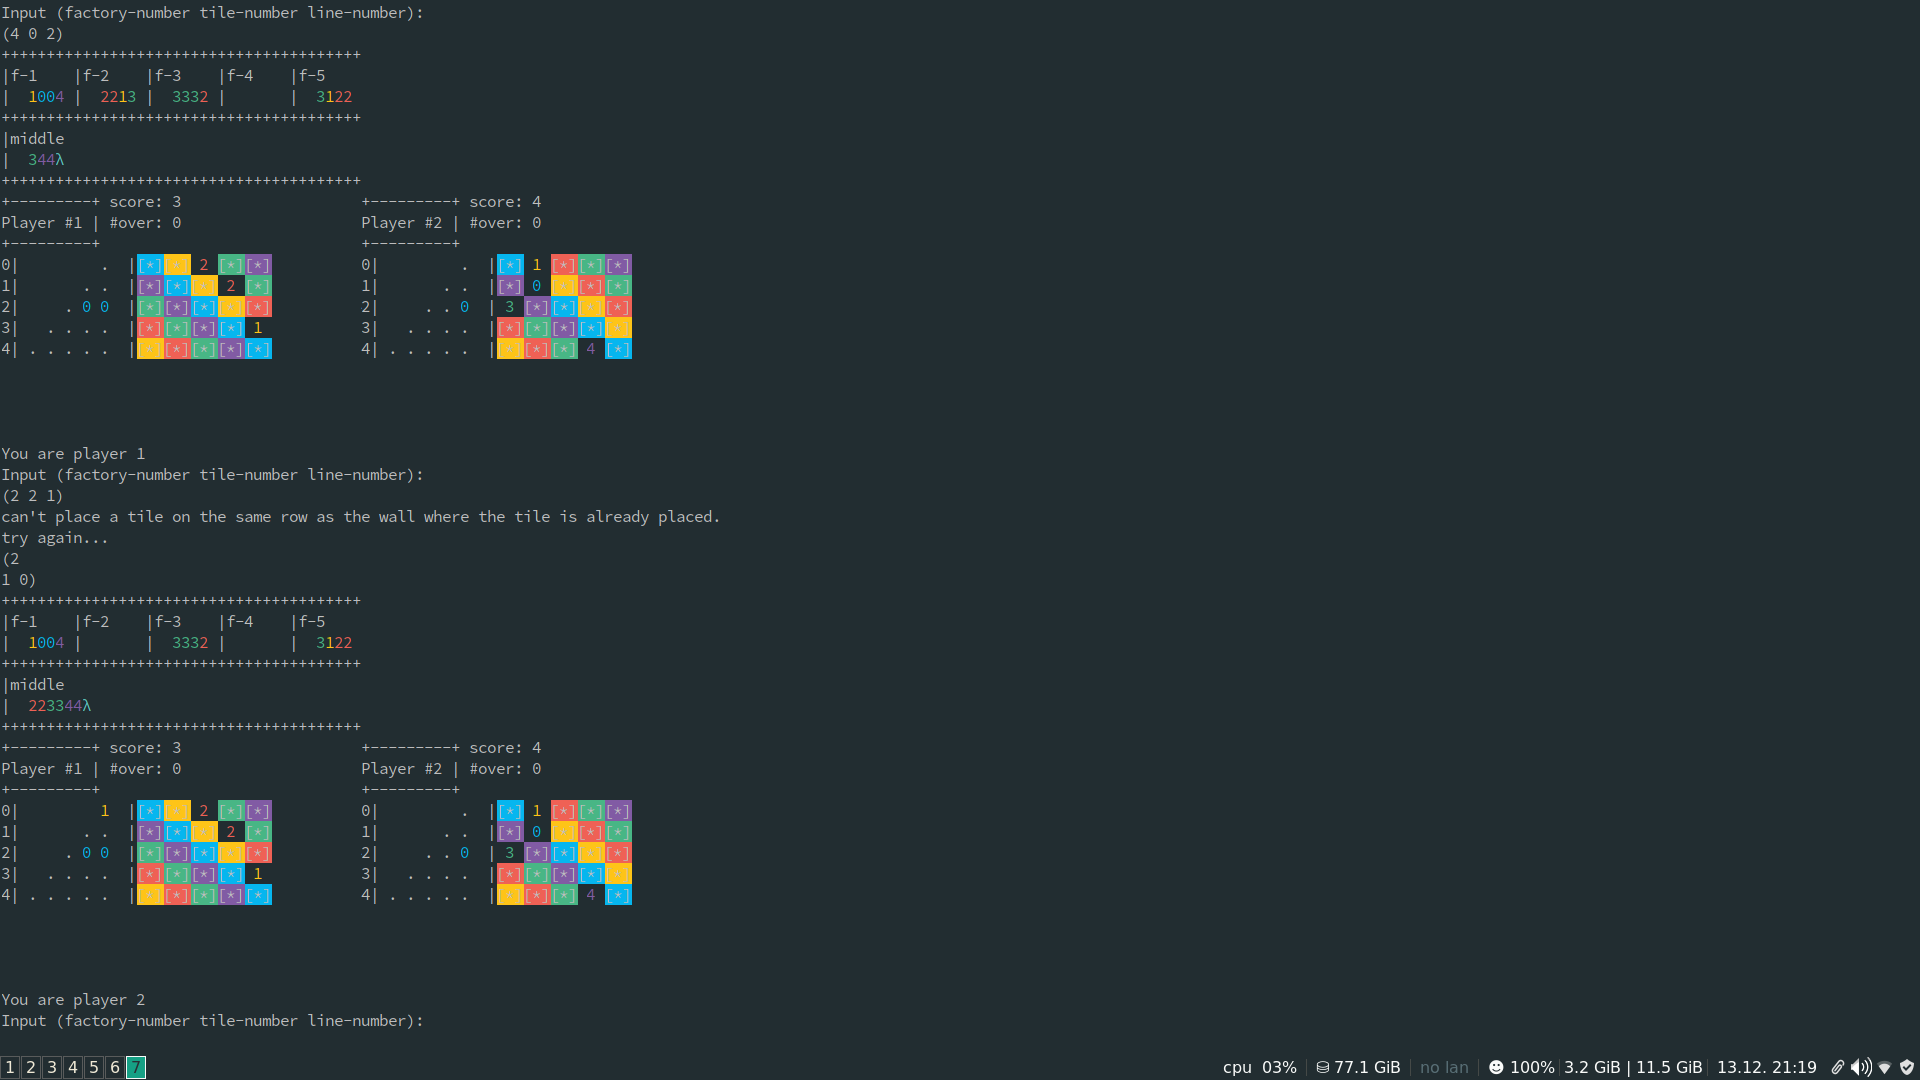 Input (factory-number tile-number line-number):
(4 0 2)
++++++++++++++++++++++++++++++++++++++++
|f-1    |f-2    |f-3    |f-4    |f-5
|  1004 |  2213 |  3332 |       |  3122
++++++++++++++++++++++++++++++++++++++++
|middle
|  344λ
++++++++++++++++++++++++++++++++++++++++
+---------+ score: 3                    +---------+ score: 4
Player #1 | #over: 0                    Player #2 | #over: 0
+---------+                             +---------+
0|         .  |[*][*] 2 [*][*]          0|         .  |[*] 1 [*][*][*]
1|       . .  |[*][*][*] 2 [*]          1|       . .  |[*] 0 [*][*][*]
2|     . 0 0  |[*][*][*][*][*]          2|     . . 0  | 3 [*][*][*][*]
3|   . . . .  |[*][*][*][*] 1           3|   . . . .  |[*][*][*][*][*]
4| . . . . .  |[*][*][*][*][*]          4| . . . . .  |[*][*][*] 4 [*]
You are player 1
Input (factory-number tile-number line-number):
(2 2 1)
can't place a tile on the same row as the wall where the tile is already placed.
try again...
(2
1 0)
++++++++++++++++++++++++++++++++++++++++
|f-1    |f-2    |f-3    |f-4    |f-5
|  1004 |       |  3332 |       |  3122
++++++++++++++++++++++++++++++++++++++++
|middle
|  223344λ
++++++++++++++++++++++++++++++++++++++++
+---------+ score: 3                    +---------+ score: 4
Player #1 | #over: 0                    Player #2 | #over: 0
+---------+                             +---------+
0|         1  |[*][*] 2 [*][*]          0|         .  |[*] 1 [*][*][*]
1|       . .  |[*][*][*] 2 [*]          1|       . .  |[*] 0 [*][*][*]
2|     . 0 0  |[*][*][*][*][*]          2|     . . 0  | 3 [*][*][*][*]
3|   . . . .  |[*][*][*][*] 1           3|   . . . .  |[*][*][*][*][*]
4| . . . . .  |[*][*][*][*][*]          4| . . . . .  |[*][*][*] 4 [*]
You are player 2
Input (factory-number tile-number line-number):
1 2 3 4 5 6 7 cpu 03% 77.1 GiB no lan 100% 3.2 GiB | 11.5 GiB 13.12. 21:19